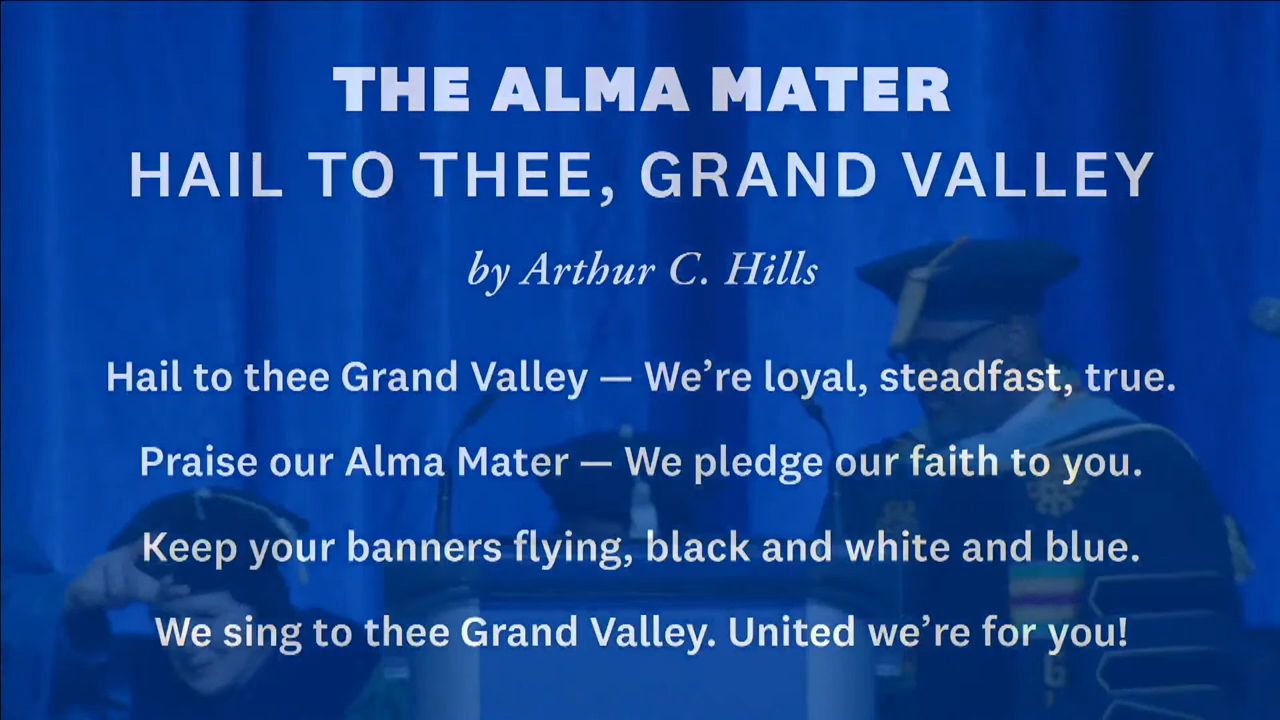 THE ALMA MATER
HAIL TO THEE, GRAND VALLEY
by Arthur C. Hills
Hail to thee Grand Valley — We’re loyal, steadfast, true.
Praise our Alma Mater — We pledge our faith to you.
Keep your banners flying, black and white and blue.
We sing to thee Grand Valley. United we’re for you!